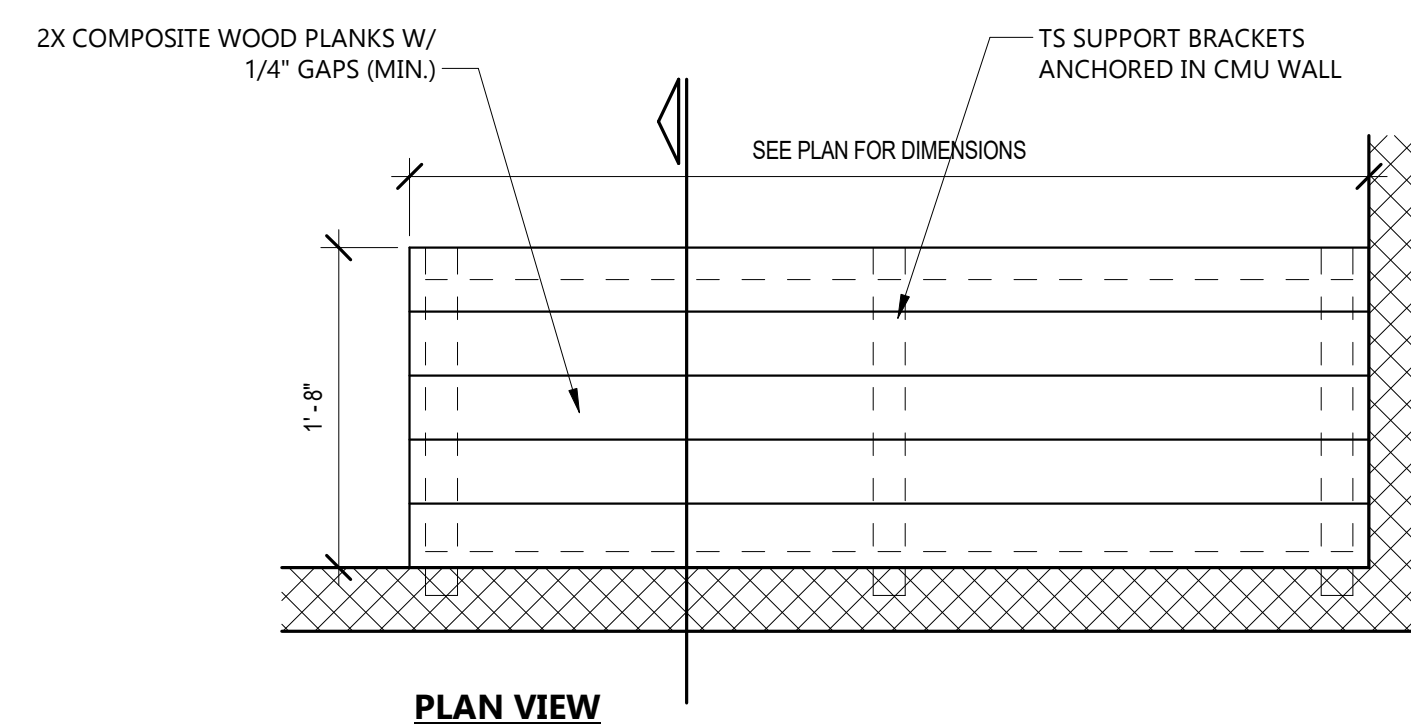 2X COMPOSITE WOOD PLANKS W/
1/4" GAPS (MIN.)
TS SUPPORT BRACKETS
ANCHORED IN CMU WALL
SEE PLAN FOR DIMENSIONS
1' - 8"
PLAN VIEW